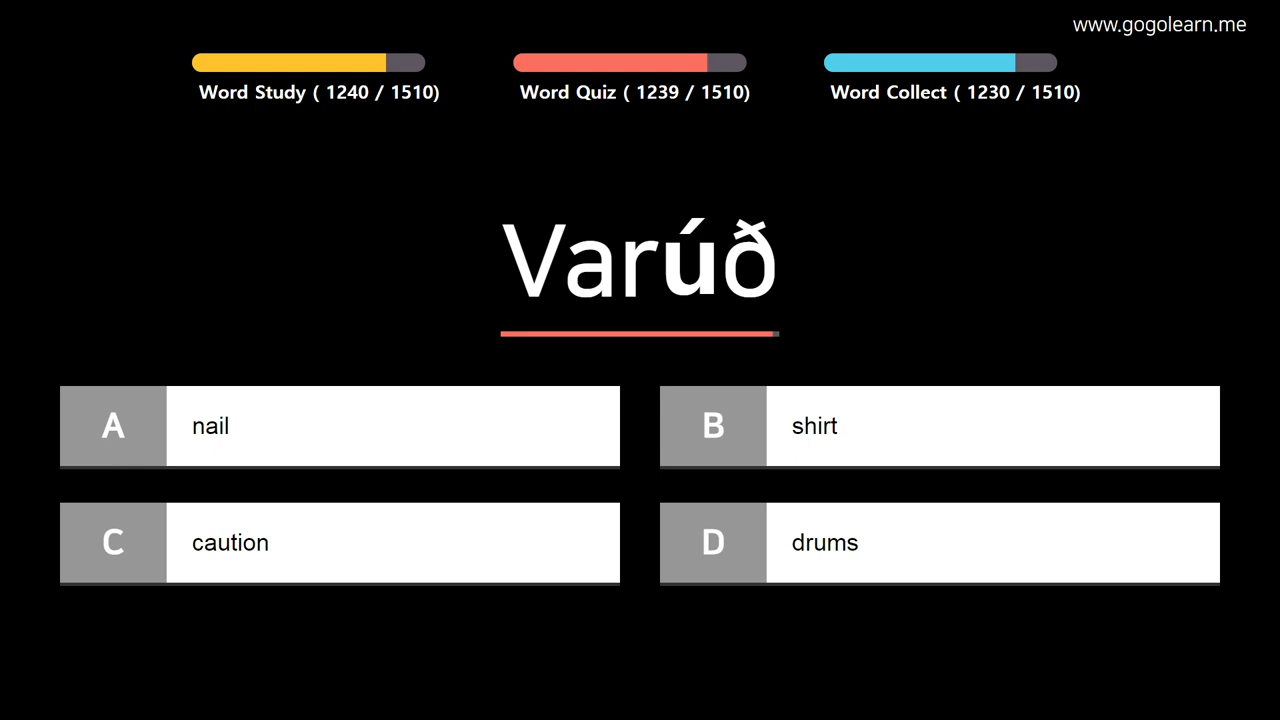 www.gogolearn.me
Word Study ( 1240 / 1510)
Word Quiz ( 1239 / 1510)
Word Collect ( 1230 / 1510)
Varúð
A nail
B shirt
C caution
D drums